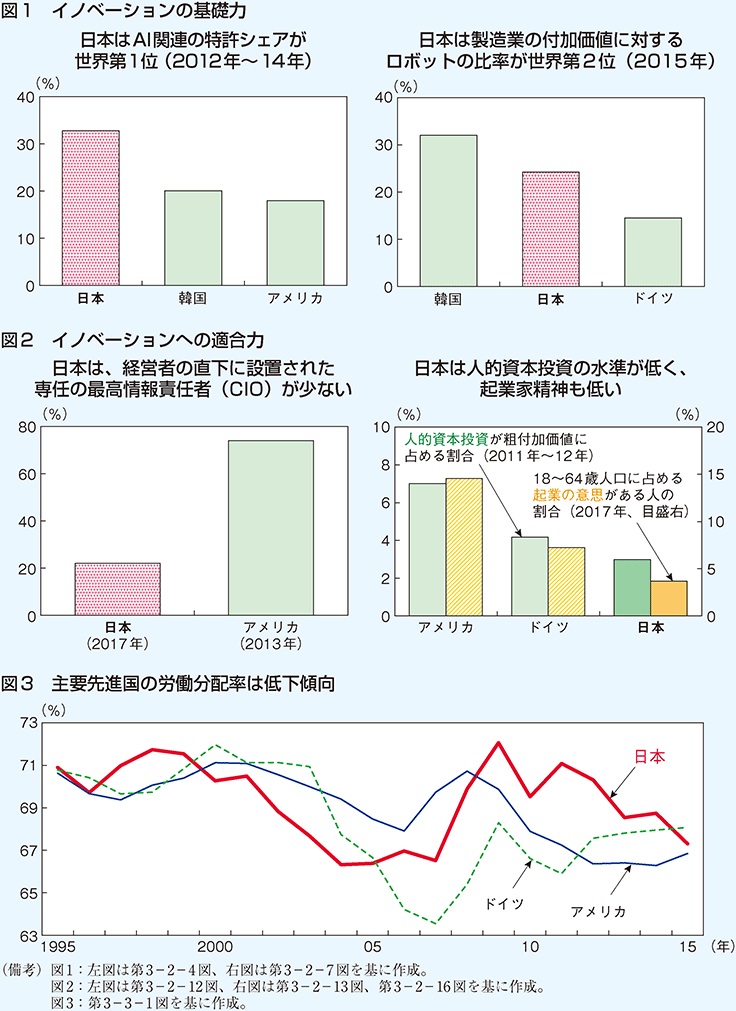 図1　イノベーションの基礎力
日本はAI関連の特許シェアが
世界第1位（2012年～14年）
(%)
40
30
20
10
0
日本
韓国
アメリカ
日本は製造業の付加価値に対する
ロボットの比率が世界第2位（2015年）
(%)
40
30
20
10
0
韓国
日本
ドイツ
図2　イノベーションへの適合力
日本は、経営者の直下に設置された
専任の最高情報責任者（CIO）が少ない
(%)
80
60
40
20
0
日本
（2017年）
アメリカ
（2013年）
日本は人的資本投資の水準が低く、
起業家精神も低い
(%)
10
8
6
4
2
0
(%)
20
15
10
5
0
人的資本投資が粗付加価値に
占める割合（2011年～12年）
18～64歳人口に占める
起業の意思がある人の
割合（2017年、目盛右）
アメリカ
ドイツ
日本
図3　主要先進国の労働分配率は低下傾向
(%)
73
71
69
67
65
63
日本
ドイツ
アメリカ
1995
2000
05
10
15
(年)
（備考）図1：左図は第3－2－4図、右図は第3－2－7図を基に作成。
図2：左図は第3－2－12図、右図は第3－2－13図、第3－2－16図を基に作成。
図3：第3－3－1図を基に作成。